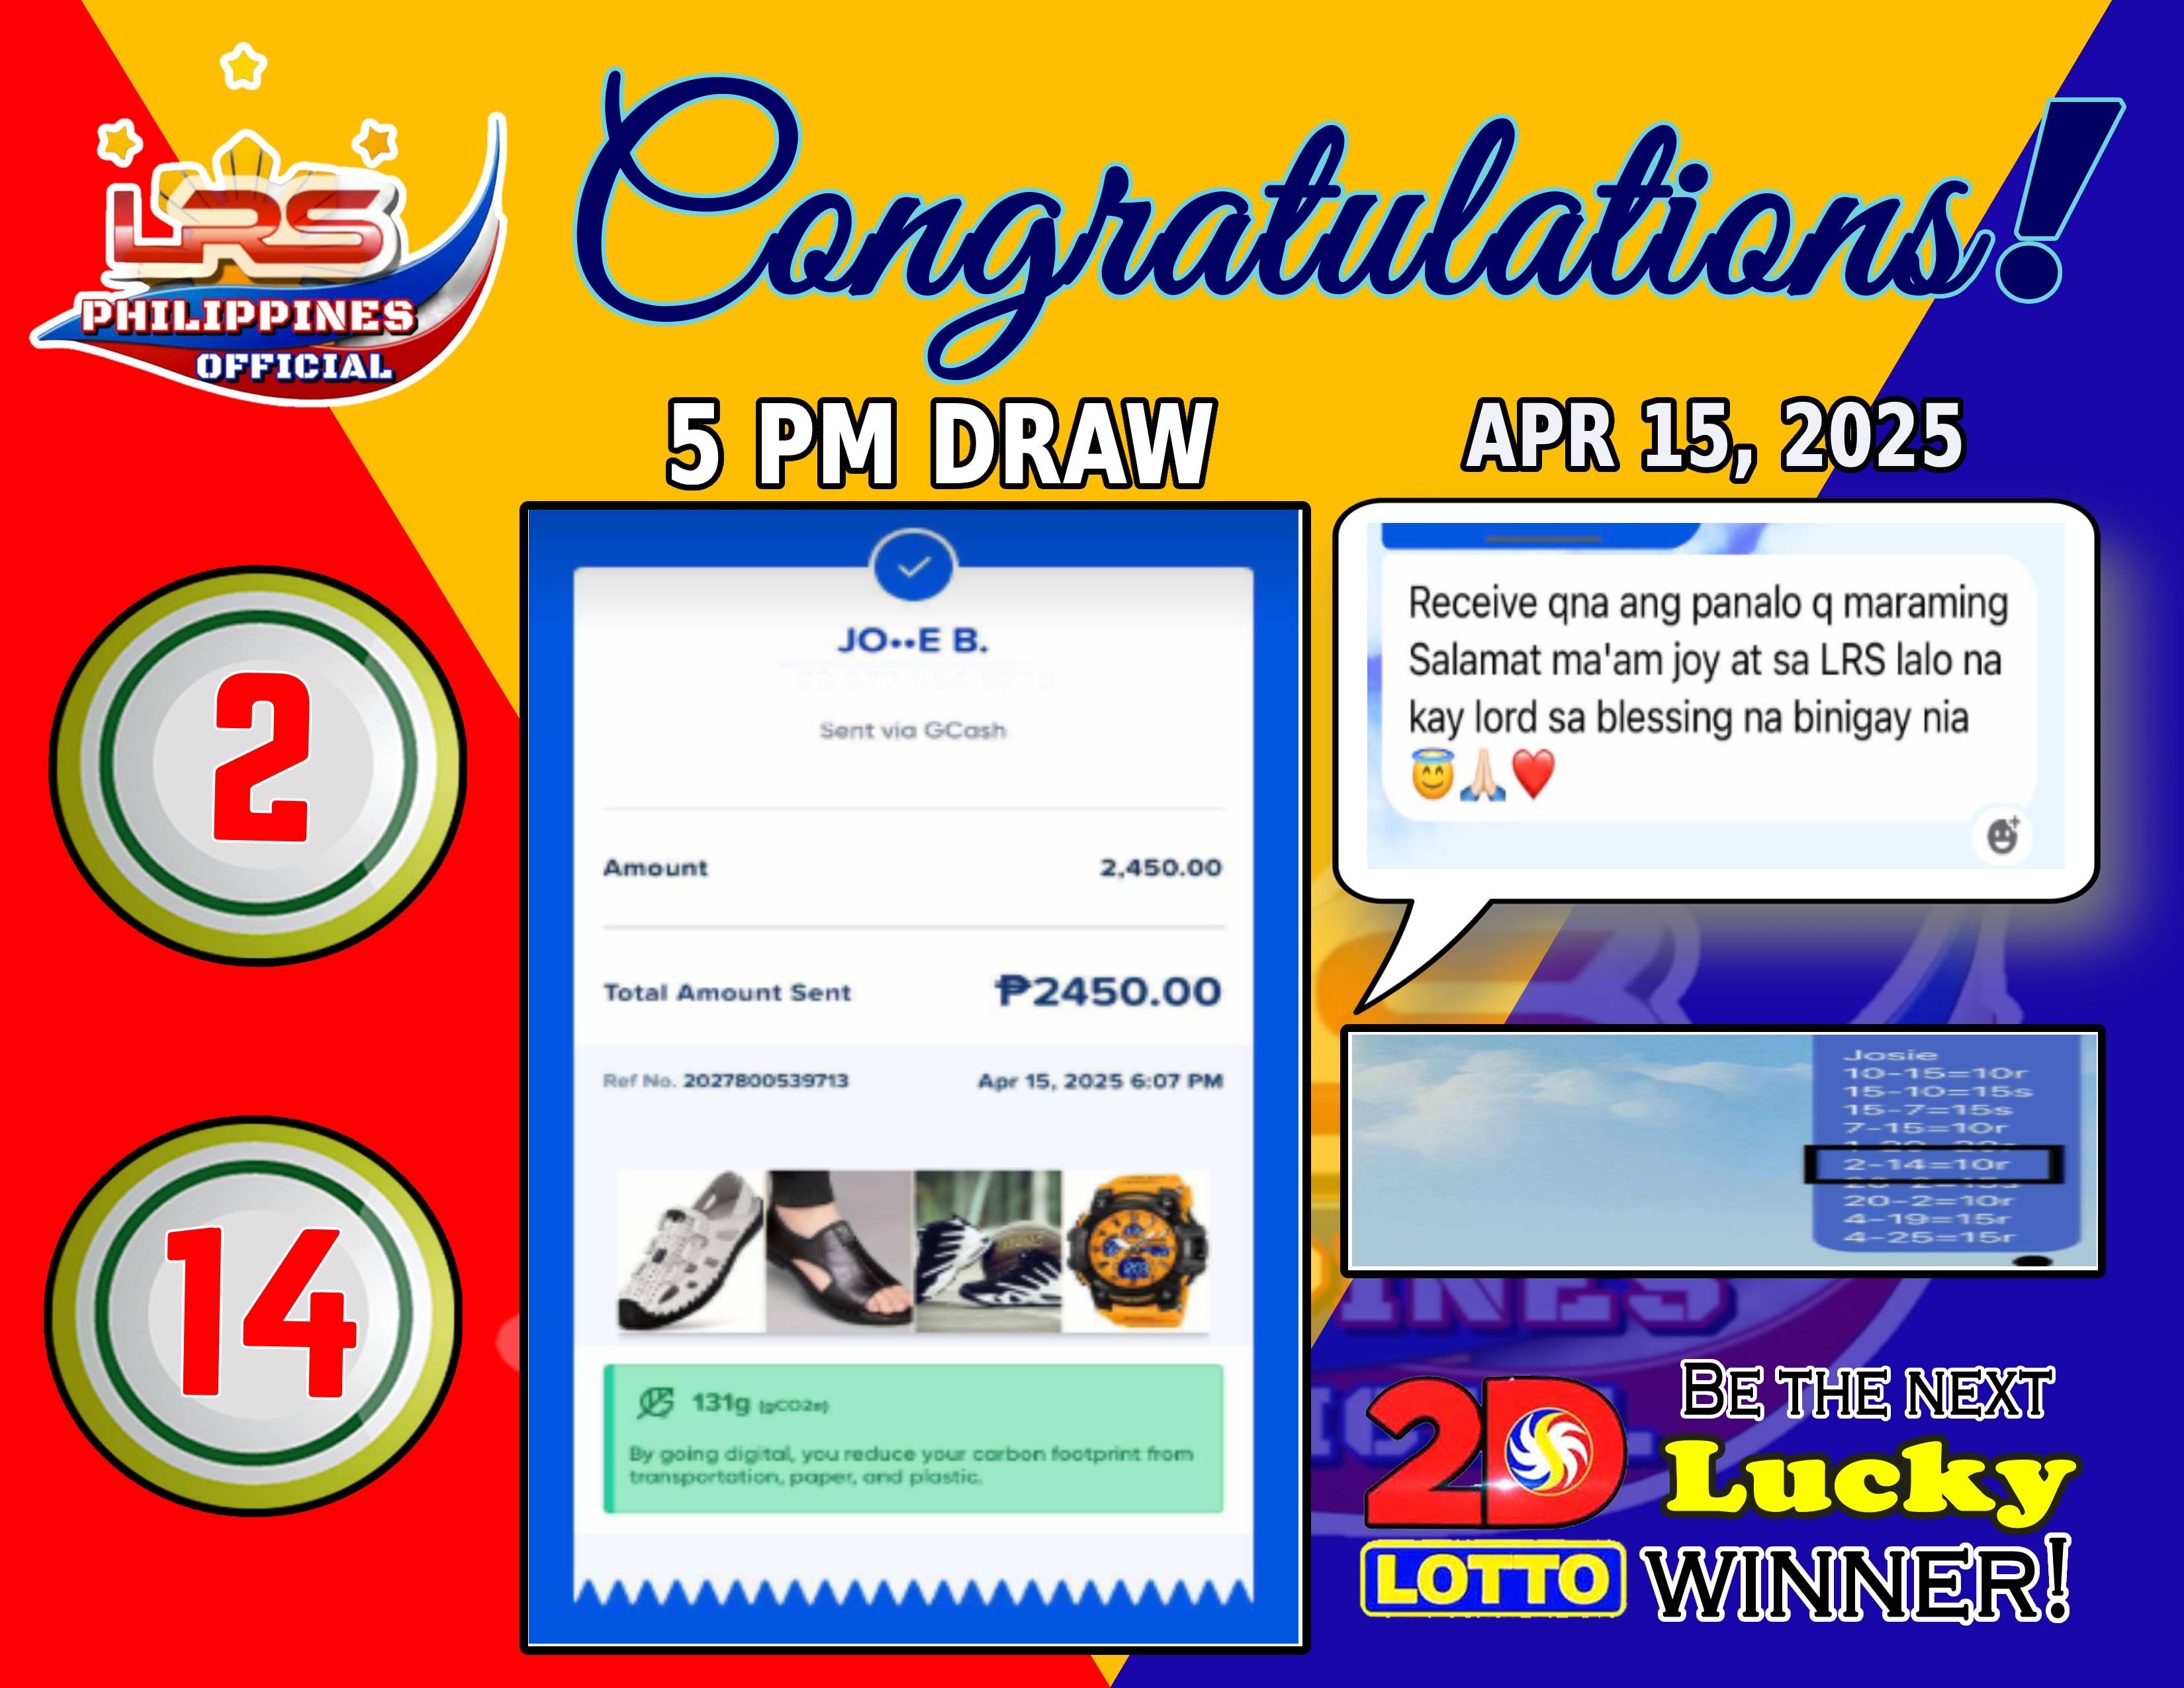 LRS
PHILIPPINES
OFFICIAL
Congratulations!
5 PM DRAW
APR 15, 2025
2
14
JO••E B.
Sent via GCash
Amount 2,450.00
Total Amount Sent ₱2450.00
Ref No. 2027800539713 Apr 15, 2025 6:07 PM
131g (gCO2e)
By going digital, you reduce your carbon footprint from
transportation, paper, and plastic.
Receive qna ang panalo q maraming
Salamat ma'am joy at sa LRS lalo na
kay lord sa blessing na binigay nia
😇🙏🏻❤️
Josie
10-15=10r
15-10=15s
15-7=15s
7-15=10r
2-14=10r
20-2=10r
4-19=15r
4-25=15r
2D
LOTTO
BE THE NEXT
Lucky
WINNER!